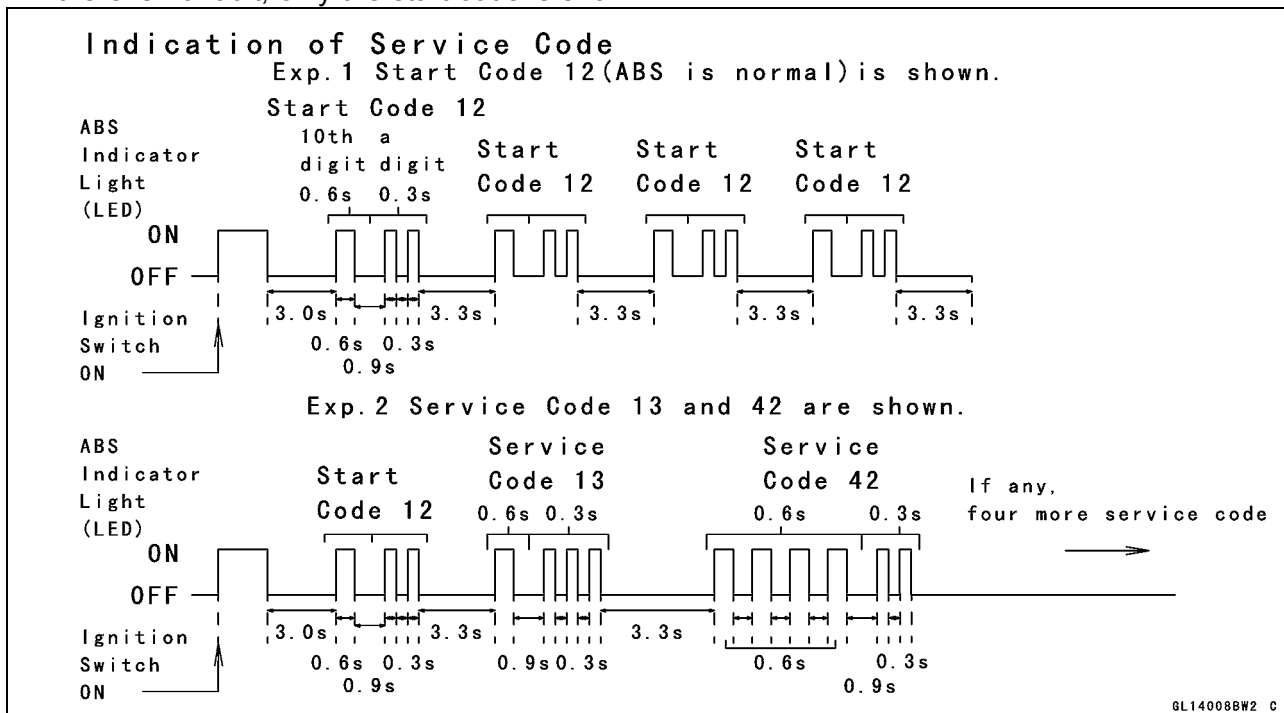 Indication of Service Code
Exp.1 Start Code 12(ABS is normal)is shown.
Start Code 12
ABS
Indicator
Light
(LED)
10th a
digit digit
0.6s 0.3s
Start
Code 12
Start
Code 12
Start
Code 12
ON
OFF
3.0s
3.3s
3.3s
3.3s
3.3s
0.6s 0.3s
0.9s
Ignition
Switch
ON
Exp.2 Service Code 13 and 42 are shown.
ABS
Indicator
Light
(LED)
Start
Code 12
Service
Code 13
0.6s 0.3s
Service
Code 42
0.6s 0.3s
If any,
four more service code
ON
OFF
3.0s
3.3s
3.3s
0.6s 0.3s
0.9s
0.9s 0.3s
0.6s
0.3s
0.9s
Ignition
Switch
ON
GL14008BW2 C